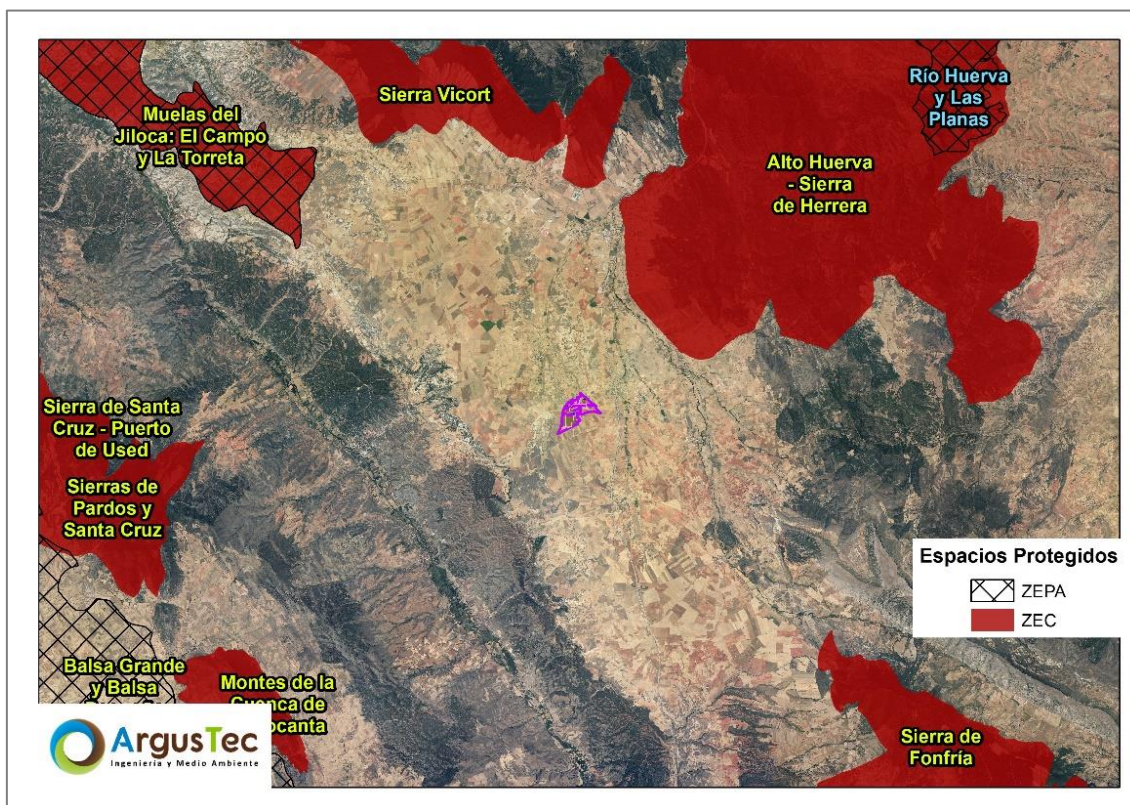 Muelas del
Jiloca: El Campo
y La Torreta
Sierra Vicort
Río Huerva
y Las
Planas
Alto Huerva
- Sierra
de Herrera
Sierra de Santa
Cruz - Puerto
de Used
Sierras de
Pardos y
Santa Cruz
Espacios Protegidos
ZEPA
ZEC
Balsa Grande
y Balsa
Montes de la
de
Sierra de
Fonfría
ArgusTec
Ingeniería y Medio Ambiente